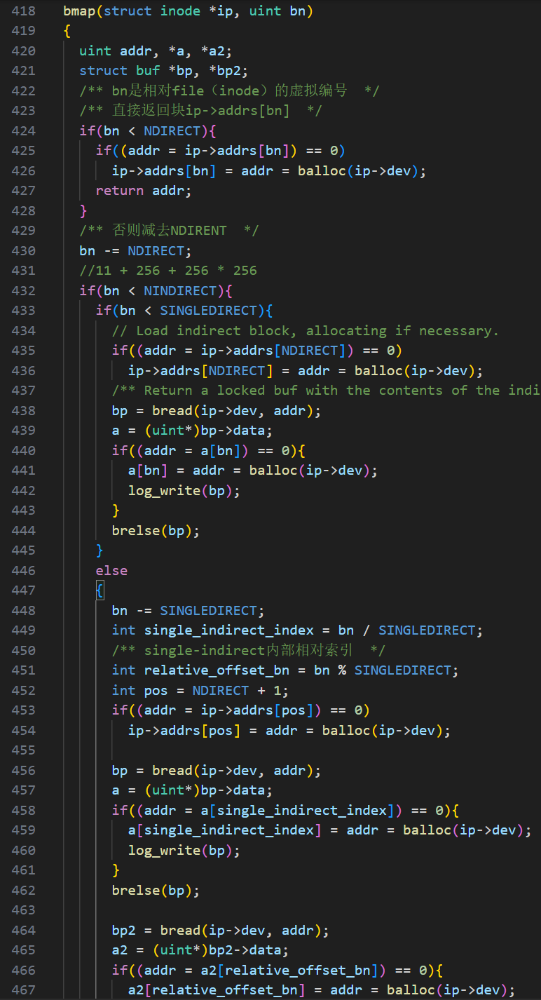 418 bmap(struct inode *ip, uint bn)
419 {
420   uint addr, *a, *a2;
421   struct buf *bp, *bp2;
422   /** bn是相对file（inode）的虚拟编号  */
423   /** 直接返回块ip->addrs[bn]  */
424   if(bn < NDIRECT){
425     if((addr = ip->addrs[bn]) == 0)
426       ip->addrs[bn] = addr = balloc(ip->dev);
427     return addr;
428   }
429   /** 否则减去NDIRENT  */
430   bn -= NDIRECT;
431   //11 + 256 + 256 * 256
432   if(bn < NINDIRECT){
433     if(bn < SINGLEDIRECT){
434       // Load indirect block, allocating if necessary.
435       if((addr = ip->addrs[NDIRECT]) == 0)
436         ip->addrs[NDIRECT] = addr = balloc(ip->dev);
437       /** Return a locked buf with the contents of the indi
438       bp = bread(ip->dev, addr);
439       a = (uint*)bp->data;
440       if((addr = a[bn]) == 0){
441         a[bn] = addr = balloc(ip->dev);
442         log_write(bp);
443       }
444       brelse(bp);
445     }
446     else
447     {
448       bn -= SINGLEDIRECT;
449       int single_indirect_index = bn / SINGLEDIRECT;
450       /** single-indirect内部相对索引  */
451       int relative_offset_bn = bn % SINGLEDIRECT;
452       int pos = NDIRECT + 1;
453       if((addr = ip->addrs[pos]) == 0)
454         ip->addrs[pos] = addr = balloc(ip->dev);
455
456       bp = bread(ip->dev, addr);
457       a = (uint*)bp->data;
458       if((addr = a[single_indirect_index]) == 0){
459         a[single_indirect_index] = addr = balloc(ip->dev);
460         log_write(bp);
461       }
462       brelse(bp);
463
464       bp2 = bread(ip->dev, addr);
465       a2 = (uint*)bp2->data;
466       if((addr = a2[relative_offset_bn]) == 0){
467         a2[relative_offset_bn] = addr = balloc(ip->dev);